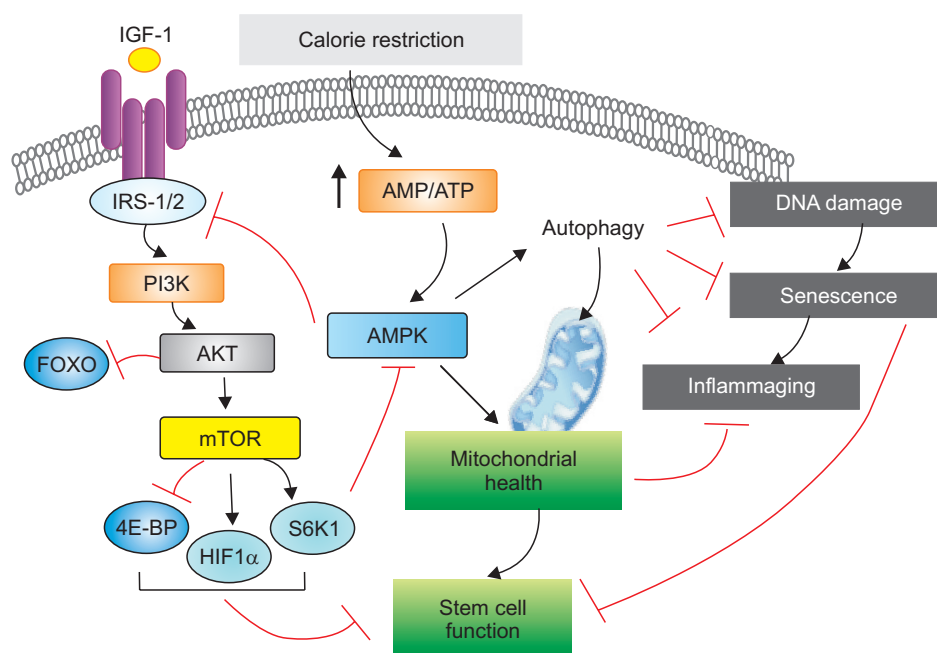 IGF-1
Calorie restriction
IRS-1/2
AMP/ATP
DNA damage
Autophagy
PI3K
Senescence
AMPK
AKT
FOXO
Inflammaging
mTOR
Mitochondrial
health
4E-BP
S6K1
HIF1α
Stem cell
function